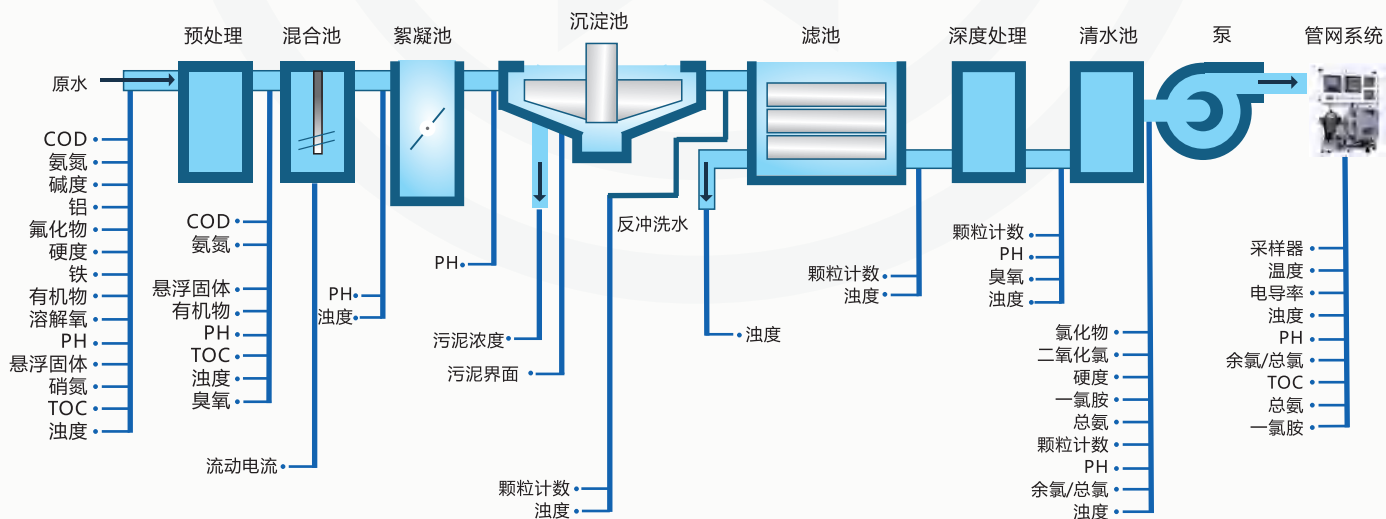 预处理
混合池
絮凝池
沉淀池
滤池
深度处理
清水池
泵
管网系统
原水
COD
氨氮
碱度
铝
氟化物
硬度
铁
有机物
溶解氧
PH
悬浮固体
硝氮
TOC
浊度
COD
氨氮
悬浮固体
有机物
PH
TOC
浊度
臭氧
流动电流
PH
浊度
PH
污泥浓度
污泥界面
反冲洗水
颗粒计数
浊度
浊度
颗粒计数
浊度
颗粒计数
PH
臭氧
浊度
氯化物
二氧化氯
硬度
一氯胺
总氨
颗粒计数
PH
余氯/总氯
浊度
采样器
温度
电导率
浊度
PH
余氯/总氯
TOC
总氨
一氯胺